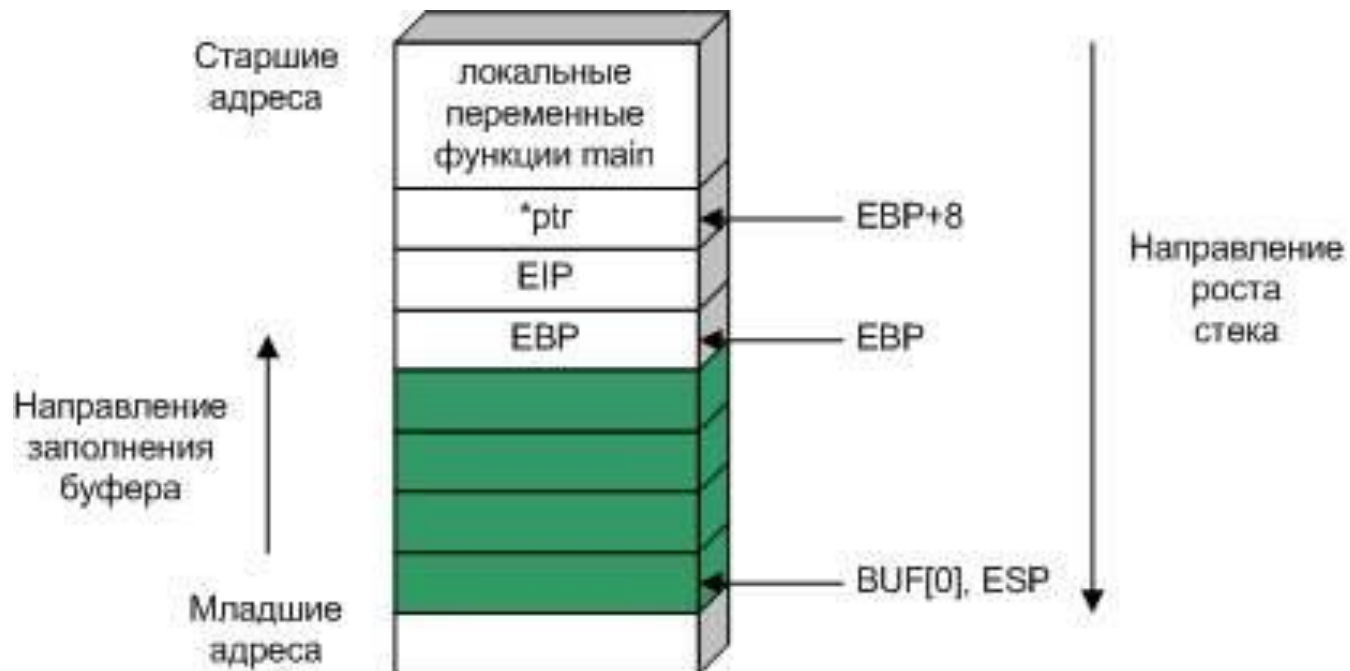 Старшие
адреса
локальные
переменные
функции main
*ptr
EBP+8
EIP
EBP
EBP
Направление
роста
стека
Направление
заполнения
буфера
BUF[0], ESP
Младшие
адреса